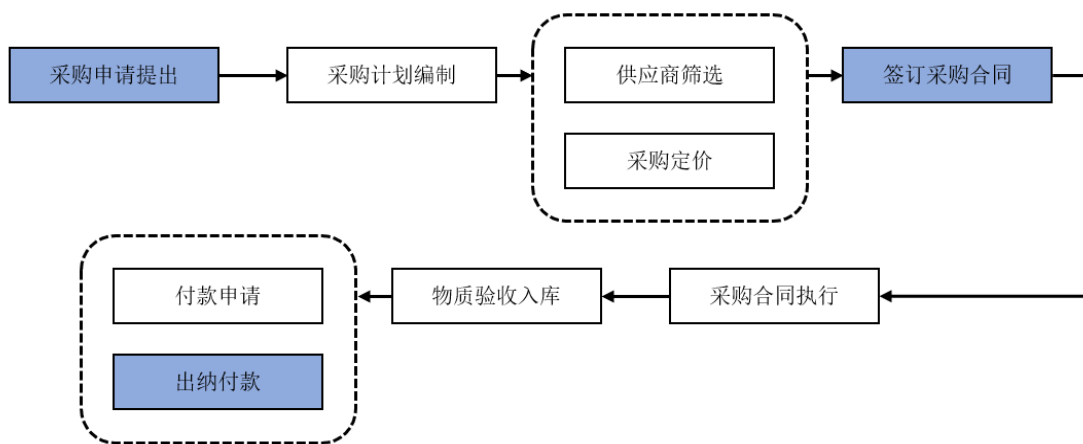 采购申请提出
采购计划编制
供应商筛选
采购定价
签订采购合同
采购合同执行
物质验收入库
付款申请
出纳付款